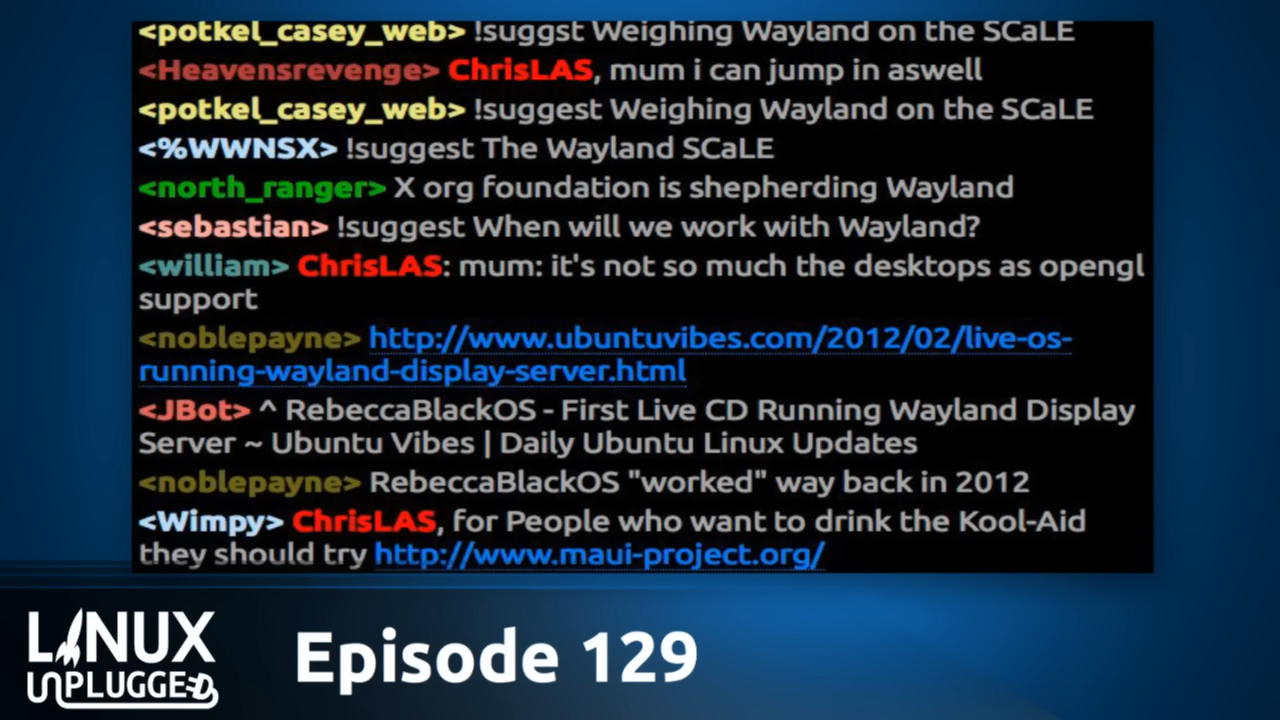 <potkel_casey_web> !suggst Weighing Wayland on the SCaLE
<Heavensrevenge> ChrisLAS, mum i can jump in aswell
<potkel_casey_web> !suggest Weighing Wayland on the SCaLE
<%WWNSX> !suggest The Wayland SCaLE
<north_ranger> X org foundation is shepherding Wayland
<sebastian> !suggest When will we work with Wayland?
<william> ChrisLAS: mum: it's not so much the desktops as opengl
support
<noblepayne> http://www.ubuntuvibes.com/2012/02/live-os-
running-wayland-display-server.html
<JBot> ^ RebeccaBlackOS - First Live CD Running Wayland Display
Server ~ Ubuntu Vibes | Daily Ubuntu Linux Updates
<noblepayne> RebeccaBlackOS "worked" way back in 2012
<Wimpy> ChrisLAS, for People who want to drink the Kool-Aid
they should try http://www.maui-project.org/
LINUX
UNPLUGGED
Episode 129